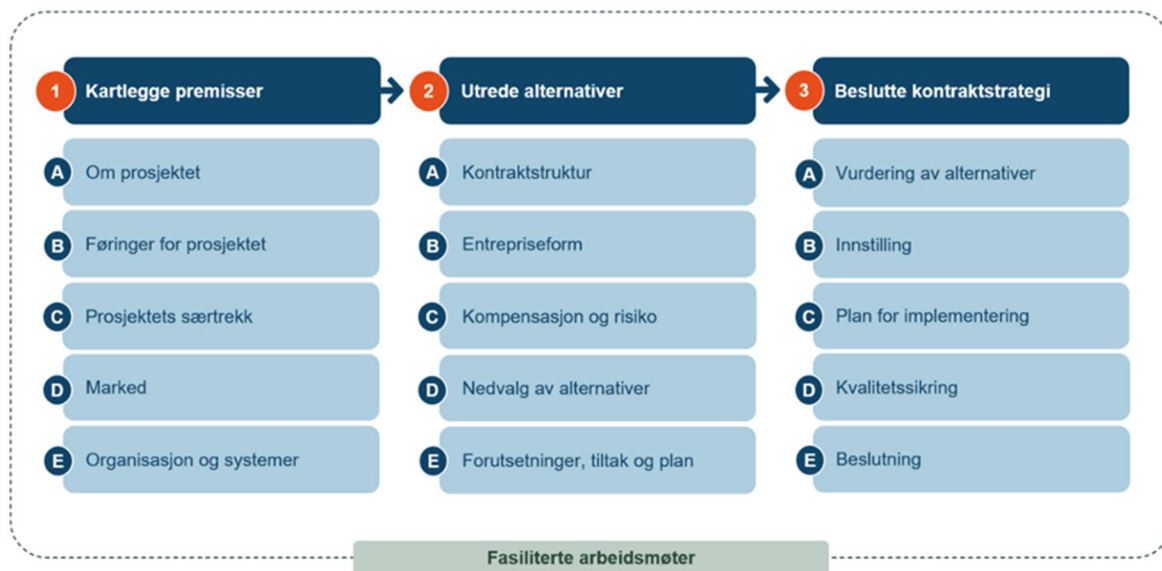 1 Kartlegge premisser
A Om prosjektet
B Føringer for prosjektet
C Prosjektets særtrekk
D Marked
E Organisasjon og systemer
2 Utrede alternativer
A Kontraktstruktur
B Entrepriseform
C Kompensasjon og risiko
D Nedvalg av alternativer
E Forutsetninger, tiltak og plan
3 Beslutte kontraktstrategi
A Vurdering av alternativer
B Innstilling
C Plan for implementering
D Kvalitetssikring
E Beslutning
Fasiliterte arbeidsmøter